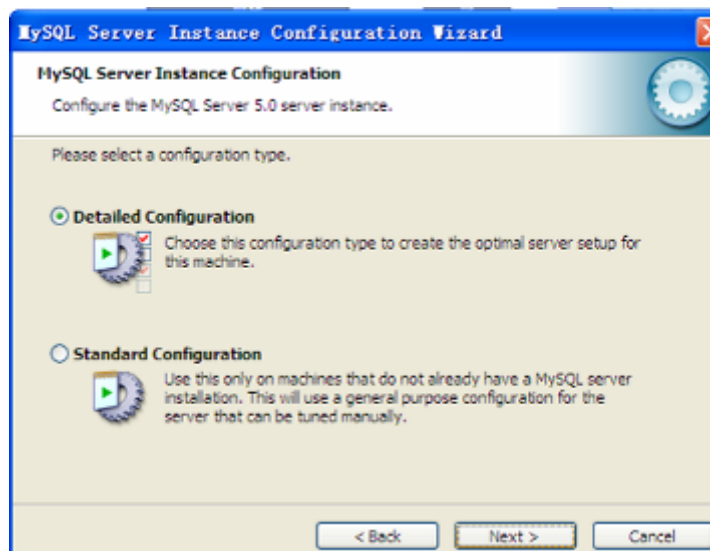 MySQL Server Instance Configuration Wizard
MySQL Server Instance Configuration
Configure the MySQL Server 5.0 server instance.
Please select a configuration type.
Detailed Configuration
Choose this configuration type to create the optimal server setup for
this machine.
Standard Configuration
Use this only on machines that do not already have a MySQL server
installation. This will use a general purpose configuration for the
server that can be tuned manually.
< Back
Next >
Cancel